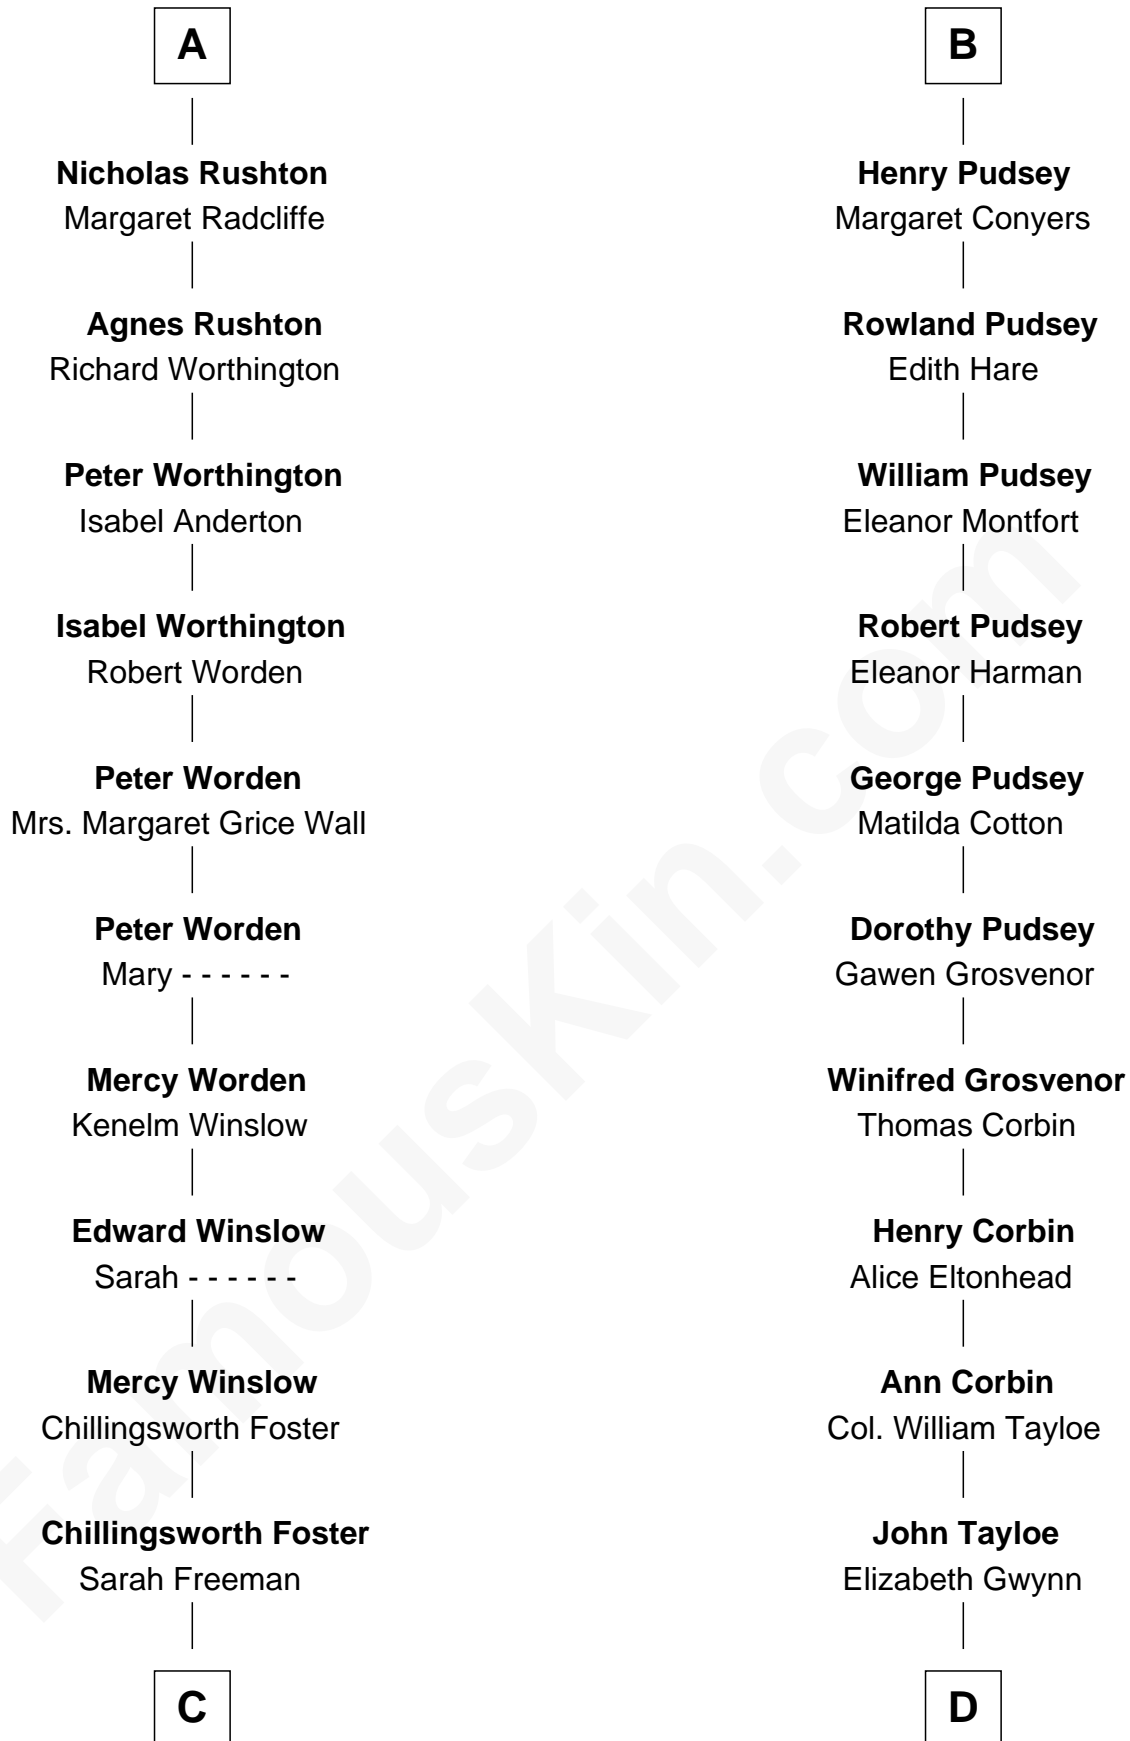 A
Nicholas Rushton
Margaret Radcliffe
Agnes Rushton
Richard Worthington
Peter Worthington
Isabel Anderton
Isabel Worthington
Robert Worden
Peter Worden
Mrs. Margaret Grice Wall
Peter Worden
Mary - - - - - -
Mercy Worden
Kenelm Winslow
Edward Winslow
Sarah - - - - - -
Mercy Winslow
Chillingsworth Foster
Chillingsworth Foster
Sarah Freeman
C
B
Henry Pudsey
Margaret Conyers
Rowland Pudsey
Edith Hare
William Pudsey
Eleanor Montfort
Robert Pudsey
Eleanor Harman
George Pudsey
Matilda Cotton
Dorothy Pudsey
Gawen Grosvenor
Winifred Grosvenor
Thomas Corbin
Henry Corbin
Alice Eltonhead
Ann Corbin
Col. William Tayloe
John Tayloe
Elizabeth Gwynn
D
FamousKin.com